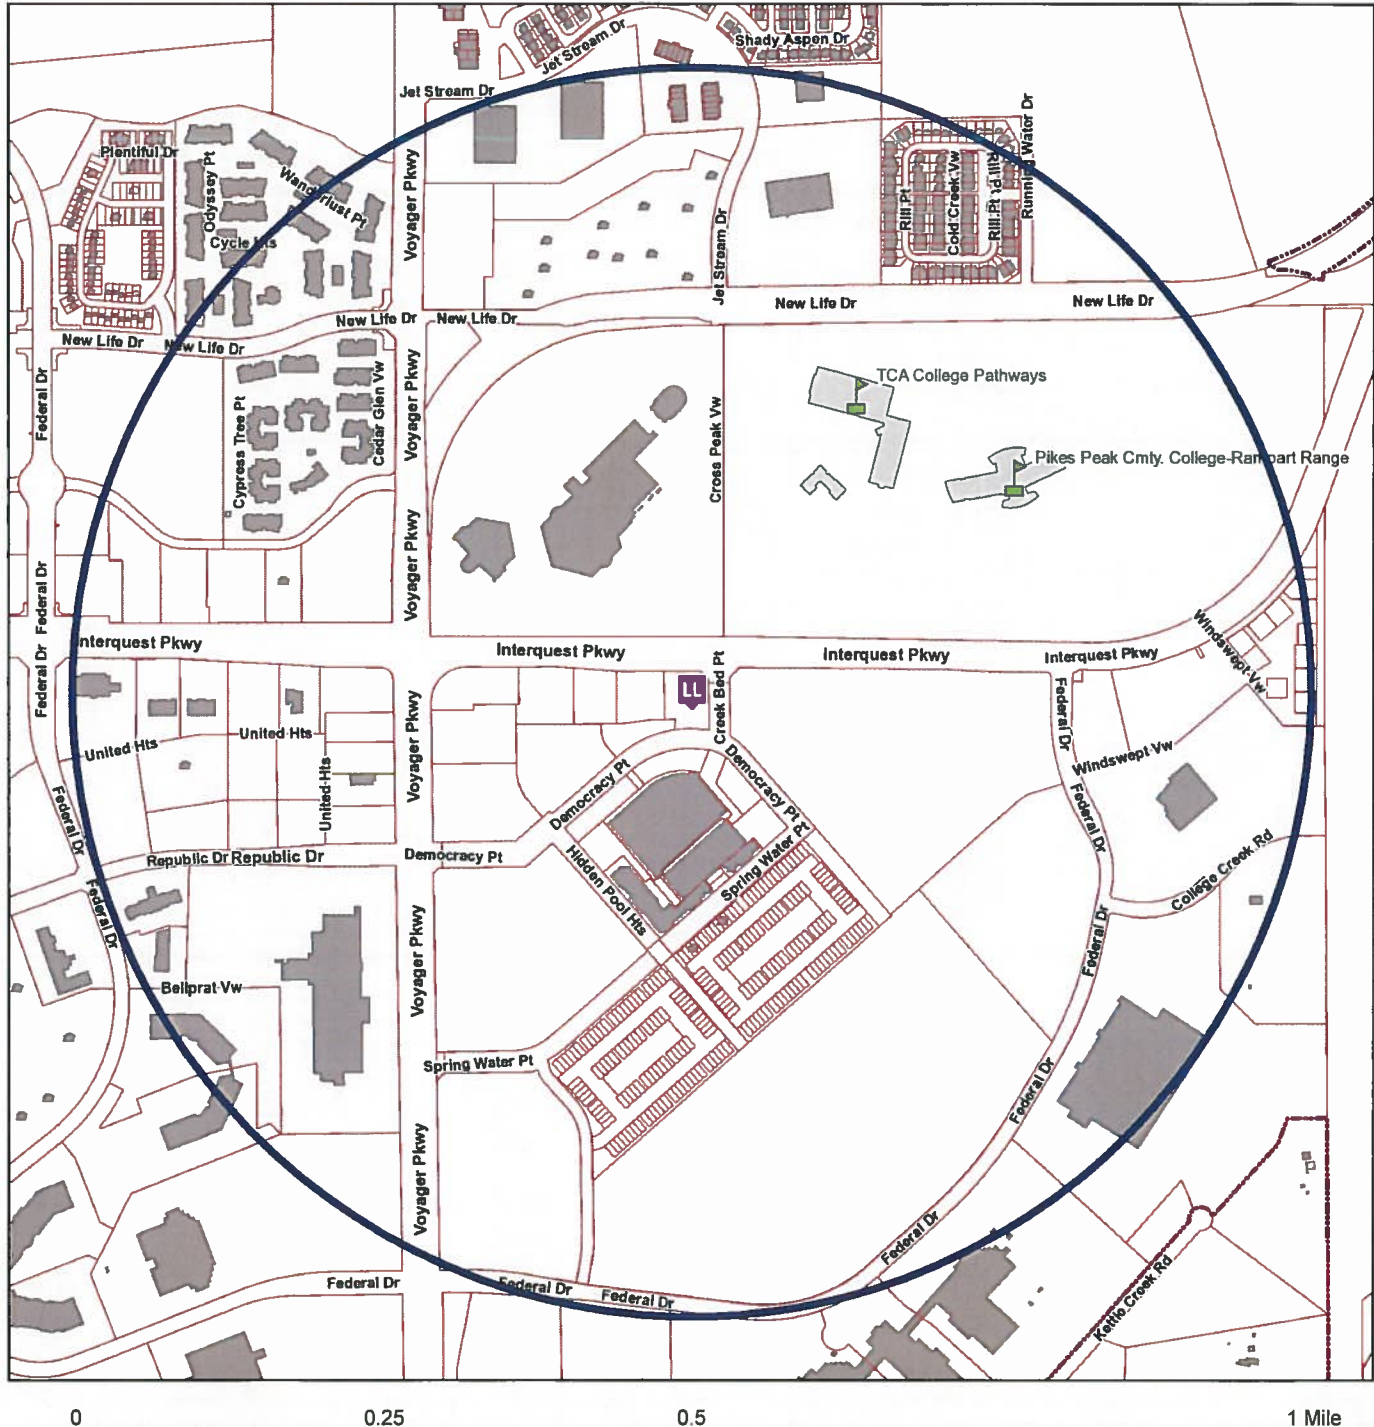 Jet Stream Dr
Shady Aspen Dr
Jet Stream Dr
Plentiful Dr
Odyssey Pt
Wanderlust Pt
Cycle Hts
Voyager Pkwy
Jet Stream Dr
Rill Pt
Cold Creek Vw
Rill Pt
Rill Pt
Running Water Dr
New Life Dr
New Life Dr
New Life Dr
New Life Dr
New Life Dr
New Life Dr
Federal Dr
Cypress Tree Pt
Cedar Glen Vw
Voyager Pkwy
Cross Peak Vw
TCA College Pathways
Pikes Peak Cmty. College-Rampart Range
Voyager Pkwy
Federal Dr
Federal Dr
Interquest Pkwy
Interquest Pkwy
Interquest Pkwy
Interquest Pkwy
Windswept Vw
LL
Creek Bed Pt
Federal Dr
Voyager Pkwy
United Hts
United Hts
United Hts
Windswept Vw
Democracy Pt
Democracy Pt
Federal Dr
Federal Dr
Republic Dr
Republic Dr
Democracy Pt
Hidden Pool Hts
Spring Water Pt
College Creek Rd
Federal Dr
Federal Dr
Voyager Pkwy
Bellprat Vw
Spring Water Pt
Federal Dr
Voyager Pkwy
Federal Dr
Federal Dr
Federal Dr
Federal Dr
Kettle Creek Rd
0 0.25 0.5 1 Mile